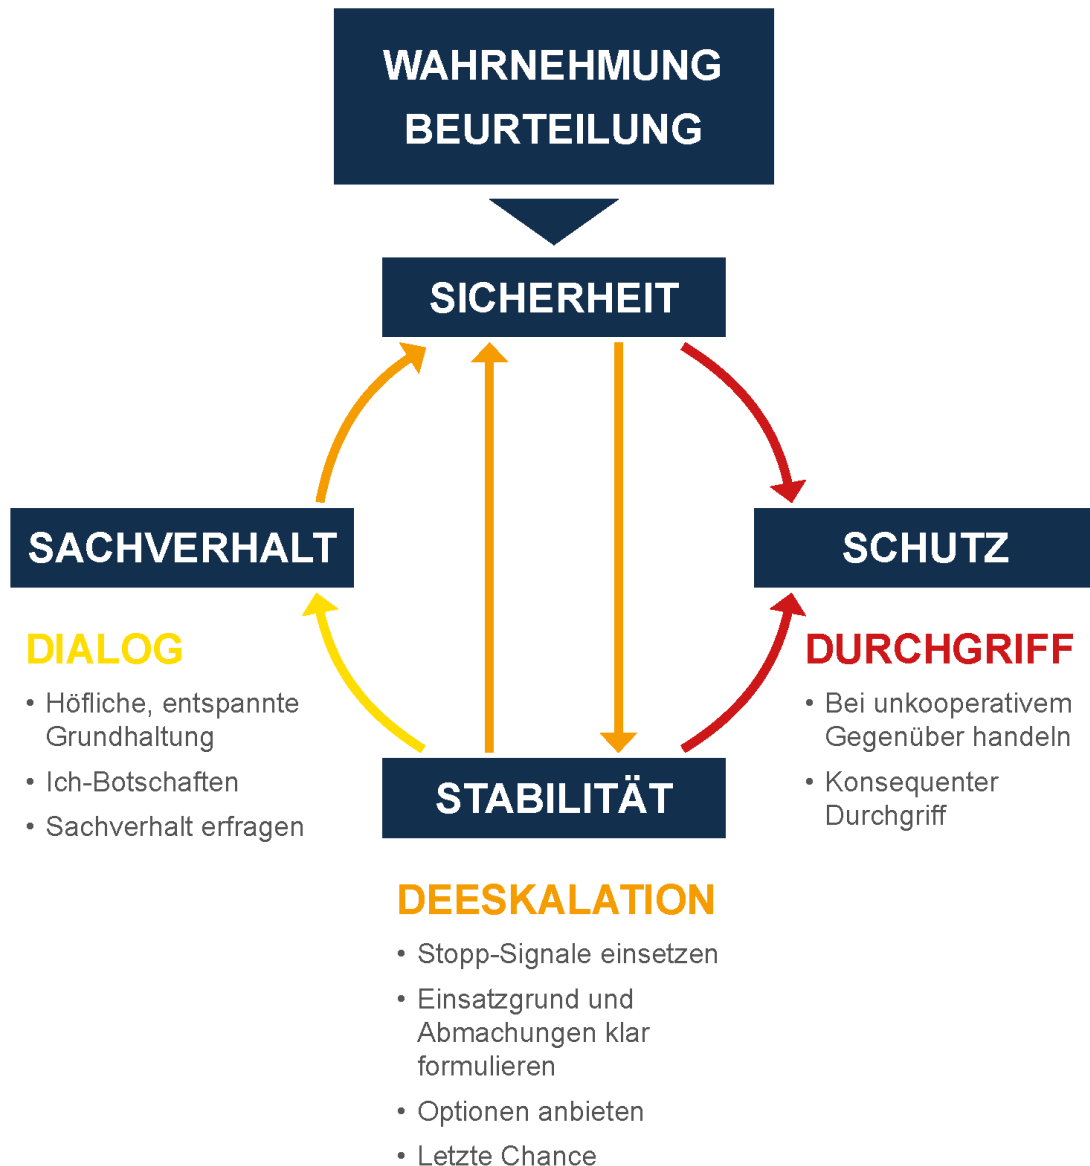 WAHRNEHMUNG
BEURTEILUNG
SICHERHEIT
SACHVERHALT
SCHUTZ
DIALOG
• Höfliche, entspannte
Grundhaltung
• Ich-Botschaften
• Sachverhalt erfragen
DURCHGRIFF
• Bei unkooperativem
Gegenüber handeln
• Konsequenter
Durchgriff
STABILITÄT
DEESKALATION
• Stopp-Signale einsetzen
• Einsatzgrund und
Abmachungen klar
formulieren
• Optionen anbieten
• Letzte Chance